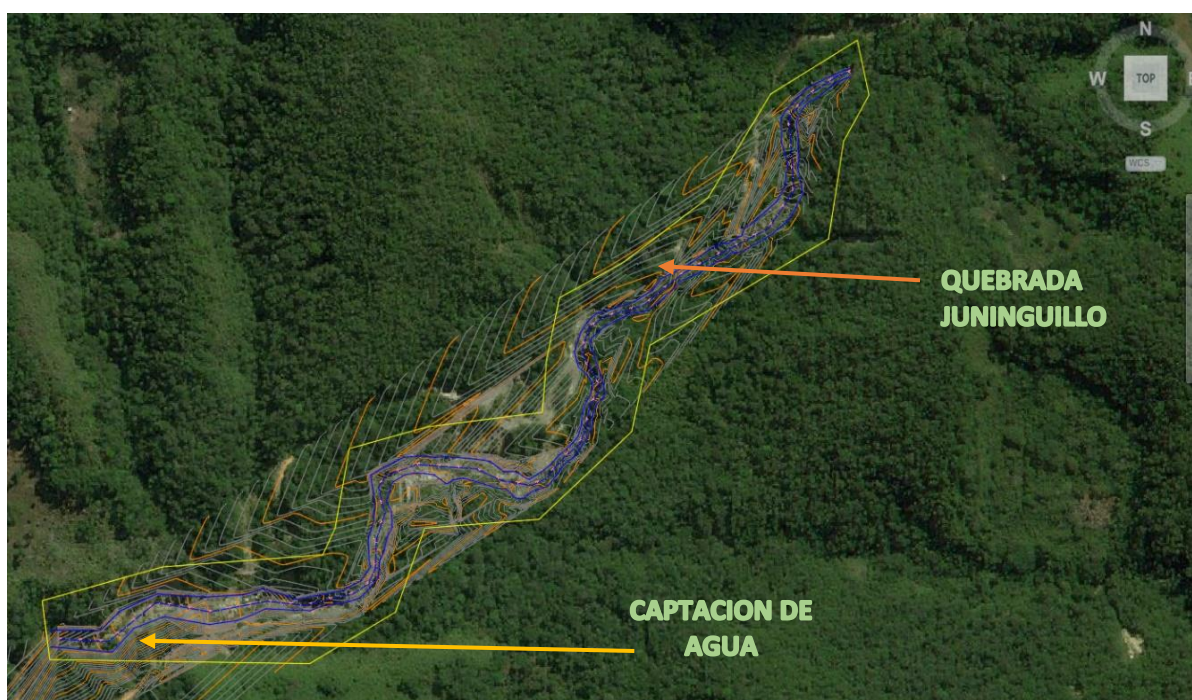 N
W
TOP
E
S
WCS
QUEBRADA
JUNINGUILLO
CAPTACION DE
AGUA